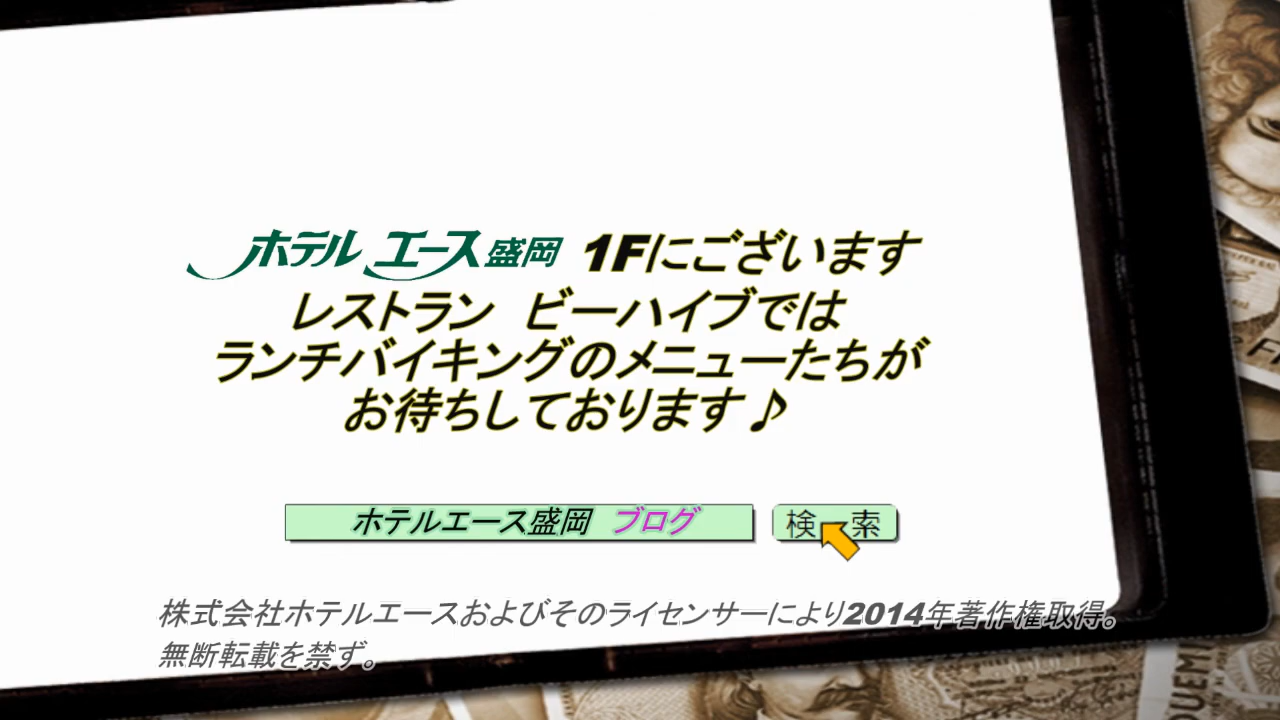 ホテル エース盛岡 1Fにございます
レストラン ビーハイブでは
ランチバイキングのメニューたちが
お待ちしております♪
ホテルエース盛岡 ブログ
検 索
株式会社ホテルエースおよびそのライセンサーにより2014年著作権取得。
無断転載を禁ず。